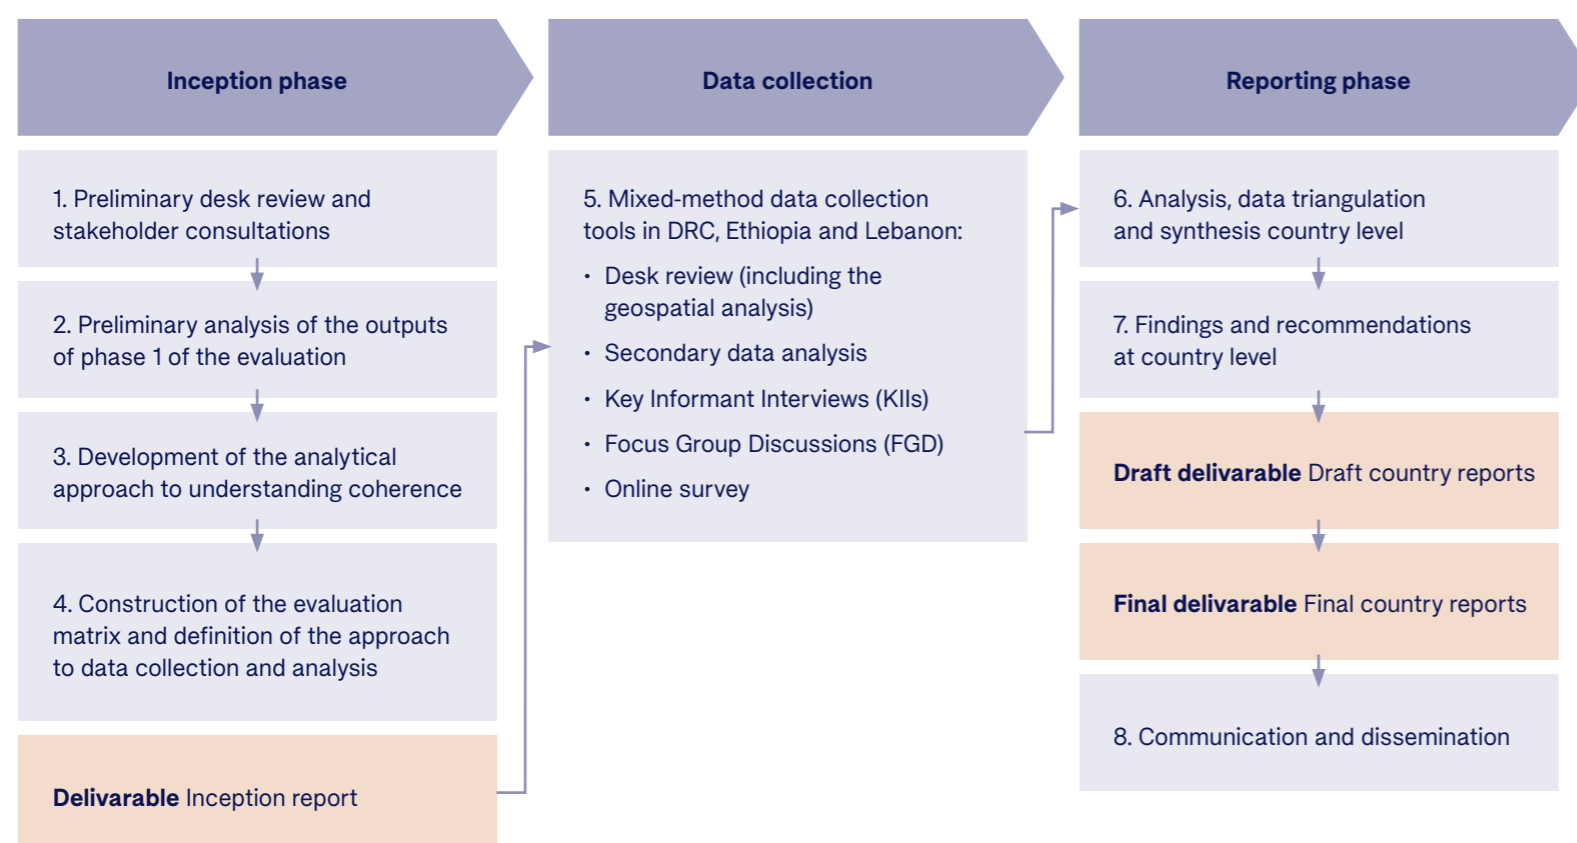 Inception phase
1. Preliminary desk review and
stakeholder consultations
2. Preliminary analysis of the outputs
of phase 1 of the evaluation
3. Development of the analytical
approach to understanding coherence
4. Construction of the evaluation
matrix and definition of the approach
to data collection and analysis
Delivarable Inception report
Data collection
5. Mixed-method data collection
tools in DRC, Ethiopia and Lebanon:
• Desk review (including the
geospatial analysis)
• Secondary data analysis
• Key Informant Interviews (KIIs)
• Focus Group Discussions (FGD)
• Online survey
Reporting phase
6. Analysis, data triangulation
and synthesis country level
7. Findings and recommendations
at country level
Draft delivarable Draft country reports
Final delivarable Final country reports
8. Communication and dissemination